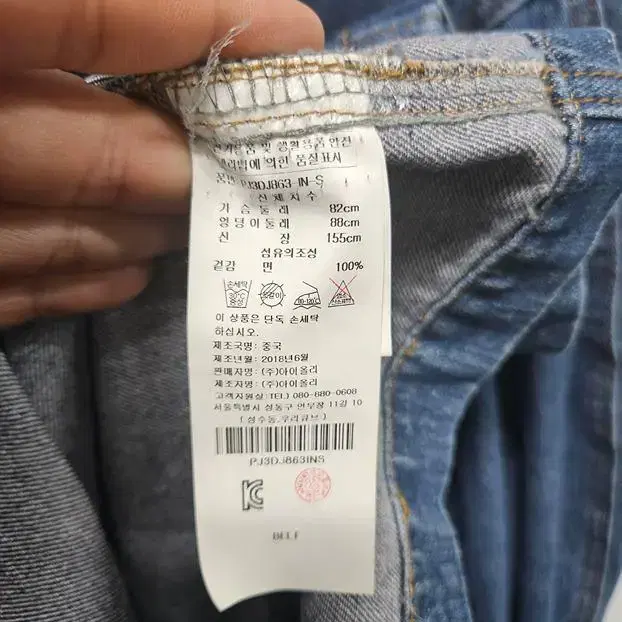 전기용품 및 생활용품 안전
관리법에 의한 품질표시
품번 PJ3DJ863-IN-S
신체치수
가슴둘레 82cm
엉덩이둘레 88cm
신장 155cm
섬유의조성
겉감 면 100%
손세탁 30℃ 중성
이 상품은 단독 손세탁
하십시오.
제조국명: 중국
제조년월: 2018년6월
판매자명: (주)아이올리
제조자명: (주)아이올리
고객지원실:TEL) 080-880-0608
서울특별시 성동구 연무장 11길 10
(성수동,우리큐브)
PJ3DJ863INS